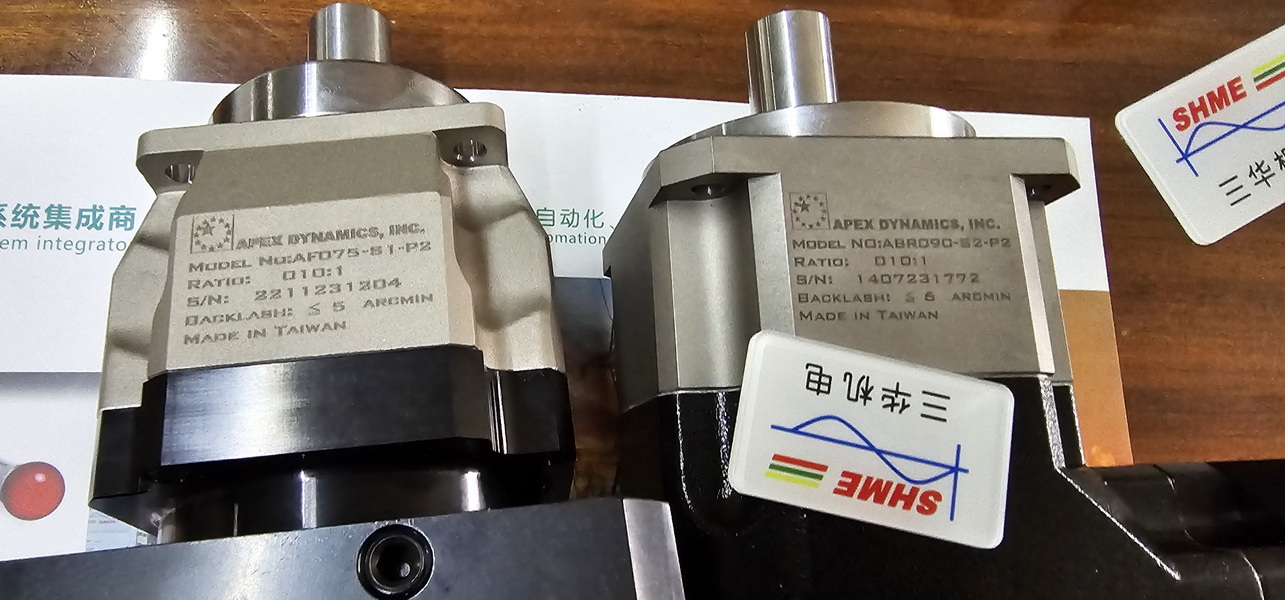 系统集成商
em integrato
自动化、
omation
APEX DYNAMICS, INC.
MODEL NO:AF075-S1-P2
RATIO: 010:1
S/N: 2211231204
BACKLASH: ≦ 5 ARCMIN
MADE IN TAIWAN
APEX DYNAMICS, INC.
MODEL NO:ABR090-S2-P2
RATIO: 010:1
S/N: 1407231772
BACKLASH: ≦ 6 ARCMIN
MADE IN TAIWAN
SHME
三华机
三华机电
SHME